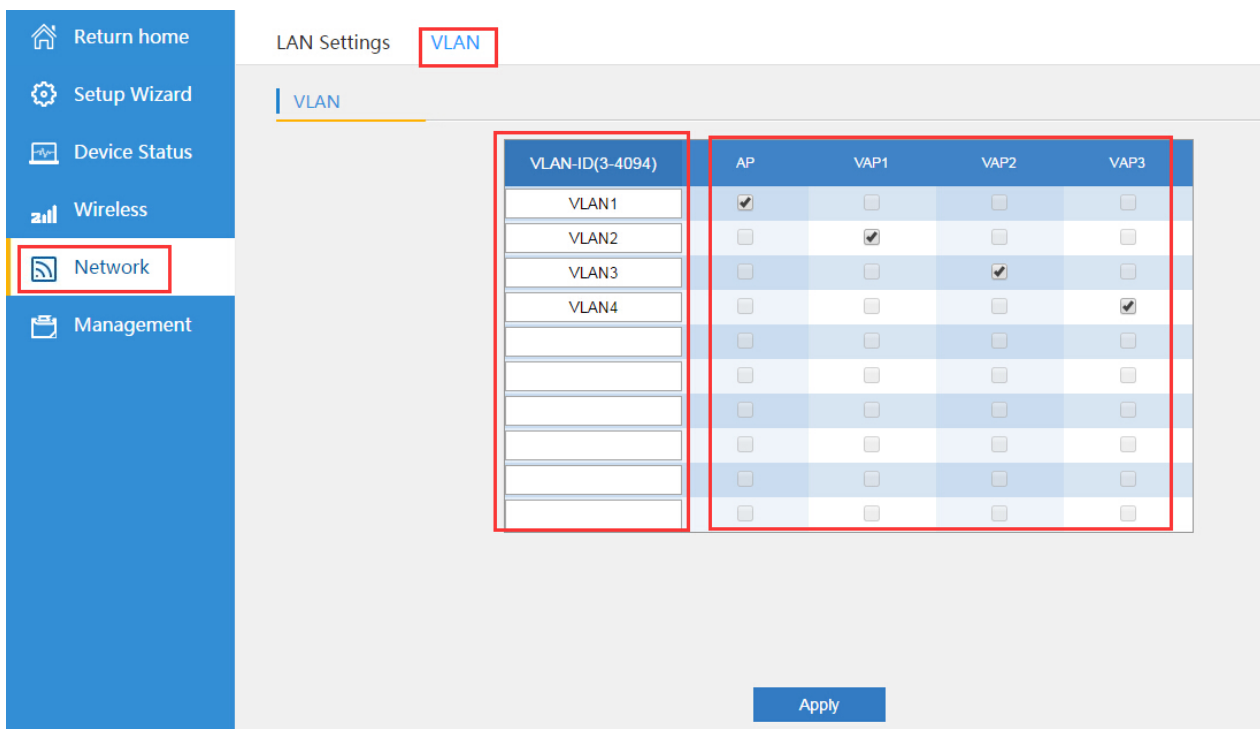 Return home
Setup Wizard
Device Status
Wireless
Network
Management
LAN Settings VLAN
VLAN
VLAN-ID(3-4094) AP VAP1 VAP2 VAP3
VLAN1
VLAN2
VLAN3
VLAN4
Apply